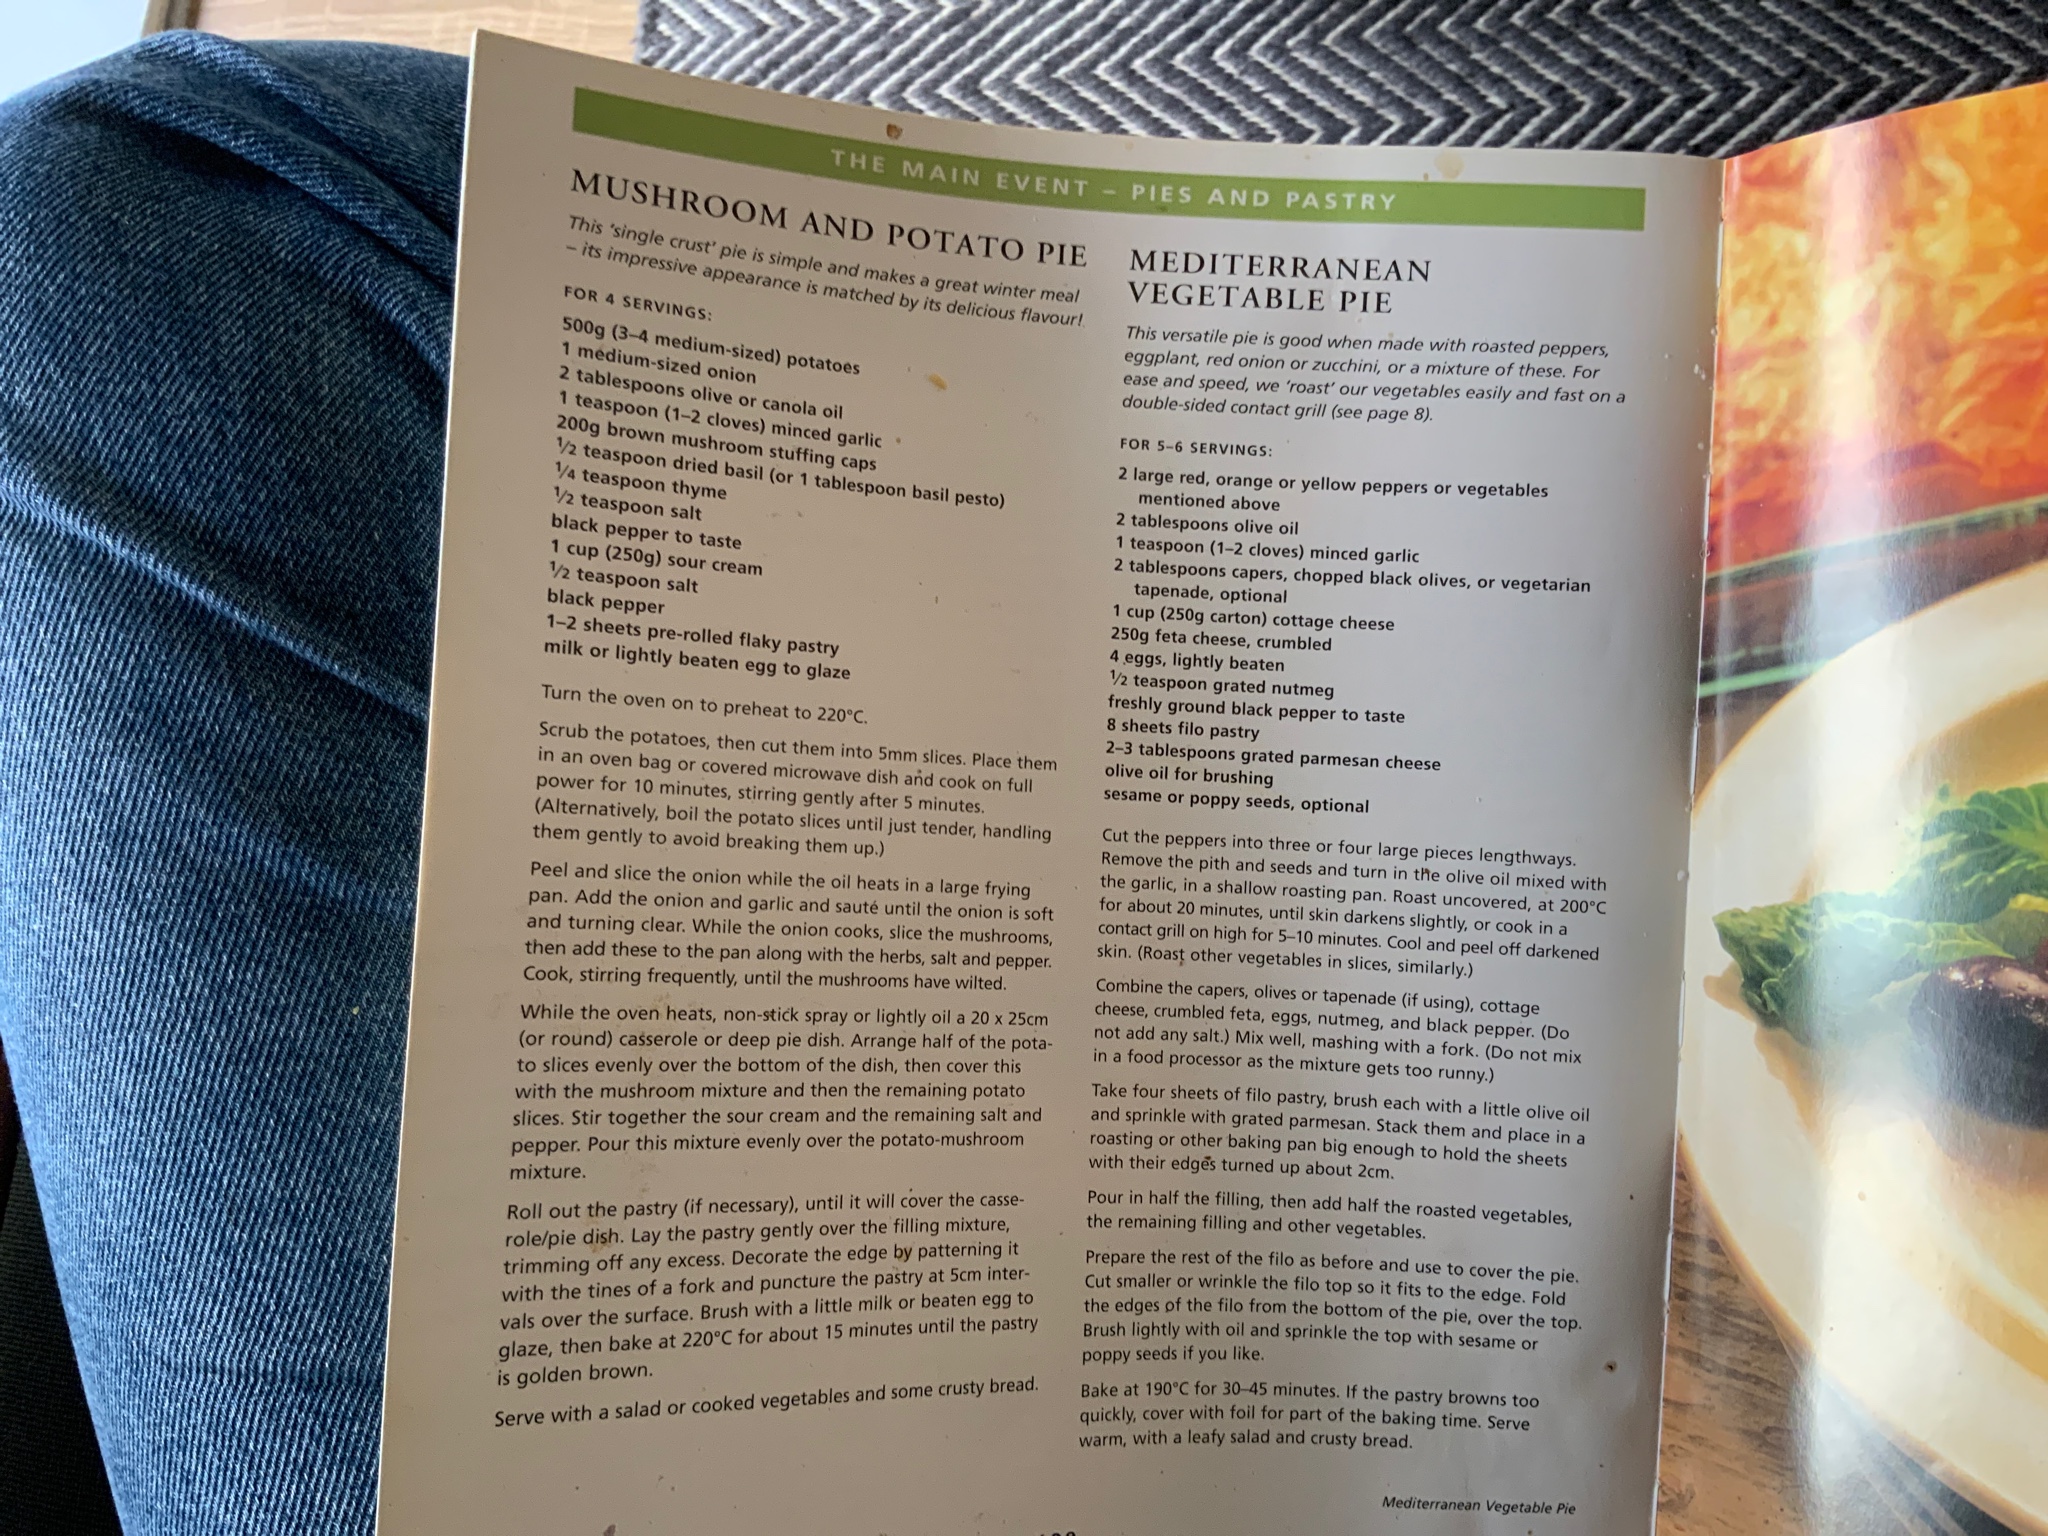 THE MAIN EVENT – PIES AND PASTRY
MUSHROOM AND POTATO PIE
This 'single crust' pie is simple and makes a great winter meal
– its impressive appearance is matched by its delicious flavour!
FOR 4 SERVINGS:
500g (3–4 medium-sized) potatoes
1 medium-sized onion
2 tablespoons olive or canola oil
1 teaspoon (1–2 cloves) minced garlic
200g brown mushroom stuffing caps
½ teaspoon dried basil (or 1 tablespoon basil pesto)
¼ teaspoon thyme
½ teaspoon salt
black pepper to taste
1 cup (250g) sour cream
½ teaspoon salt
black pepper
1–2 sheets pre-rolled flaky pastry
milk or lightly beaten egg to glaze
Turn the oven on to preheat to 220°C.
Scrub the potatoes, then cut them into 5mm slices. Place them
in an oven bag or covered microwave dish and cook on full
power for 10 minutes, stirring gently after 5 minutes.
(Alternatively, boil the potato slices until just tender, handling
them gently to avoid breaking them up.)
Peel and slice the onion while the oil heats in a large frying
pan. Add the onion and garlic and sauté until the onion is soft
and turning clear. While the onion cooks, slice the mushrooms,
then add these to the pan along with the herbs, salt and pepper.
Cook, stirring frequently, until the mushrooms have wilted.
While the oven heats, non-stick spray or lightly oil a 20 x 25cm
(or round) casserole or deep pie dish. Arrange half of the pota-
to slices evenly over the bottom of the dish, then cover this
with the mushroom mixture and then the remaining potato
slices. Stir together the sour cream and the remaining salt and
pepper. Pour this mixture evenly over the potato-mushroom
mixture.
Roll out the pastry (if necessary), until it will cover the casse-
role/pie dish. Lay the pastry gently over the filling mixture,
trimming off any excess. Decorate the edge by patterning it
with the tines of a fork and puncture the pastry at 5cm inter-
vals over the surface. Brush with a little milk or beaten egg to
glaze, then bake at 220°C for about 15 minutes until the pastry
is golden brown.
Serve with a salad or cooked vegetables and some crusty bread.
MEDITERRANEAN
VEGETABLE PIE
This versatile pie is good when made with roasted peppers,
eggplant, red onion or zucchini, or a mixture of these. For
ease and speed, we 'roast' our vegetables easily and fast on a
double-sided contact grill (see page 8).
FOR 5–6 SERVINGS:
2 large red, orange or yellow peppers or vegetables
mentioned above
2 tablespoons olive oil
1 teaspoon (1–2 cloves) minced garlic
2 tablespoons capers, chopped black olives, or vegetarian
tapenade, optional
1 cup (250g carton) cottage cheese
250g feta cheese, crumbled
4 eggs, lightly beaten
½ teaspoon grated nutmeg
freshly ground black pepper to taste
8 sheets filo pastry
2–3 tablespoons grated parmesan cheese
olive oil for brushing
sesame or poppy seeds, optional
Cut the peppers into three or four large pieces lengthways.
Remove the pith and seeds and turn in the olive oil mixed with
the garlic, in a shallow roasting pan. Roast uncovered, at 200°C
for about 20 minutes, until skin darkens slightly, or cook in a
contact grill on high for 5–10 minutes. Cool and peel off darkened
skin. (Roast other vegetables in slices, similarly.)
Combine the capers, olives or tapenade (if using), cottage
cheese, crumbled feta, eggs, nutmeg, and black pepper. (Do
not add any salt.) Mix well, mashing with a fork. (Do not mix
in a food processor as the mixture gets too runny.)
Take four sheets of filo pastry, brush each with a little olive oil
and sprinkle with grated parmesan. Stack them and place in a
roasting or other baking pan big enough to hold the sheets
with their edges turned up about 2cm.
Pour in half the filling, then add half the roasted vegetables,
the remaining filling and other vegetables.
Prepare the rest of the filo as before and use to cover the pie.
Cut smaller or wrinkle the filo top so it fits to the edge. Fold
the edges of the filo from the bottom of the pie, over the top.
Brush lightly with oil and sprinkle the top with sesame or
poppy seeds if you like.
Bake at 190°C for 30–45 minutes. If the pastry browns too
quickly, cover with foil for part of the baking time. Serve
warm, with a leafy salad and crusty bread.
Mediterranean Vegetable Pie